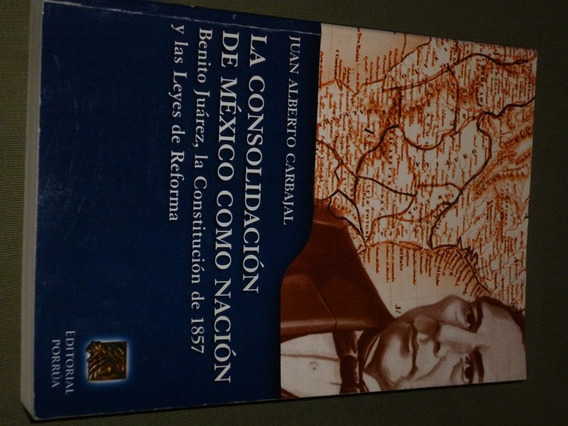 JUAN ALBERTO CARBAJAL
LA CONSOLIDACIÓN
DE MÉXICO COMO NACIÓN
Benito Juárez, la Constitución de 1857
y las Leyes de Reforma
EDITORIAL
PORRÚA